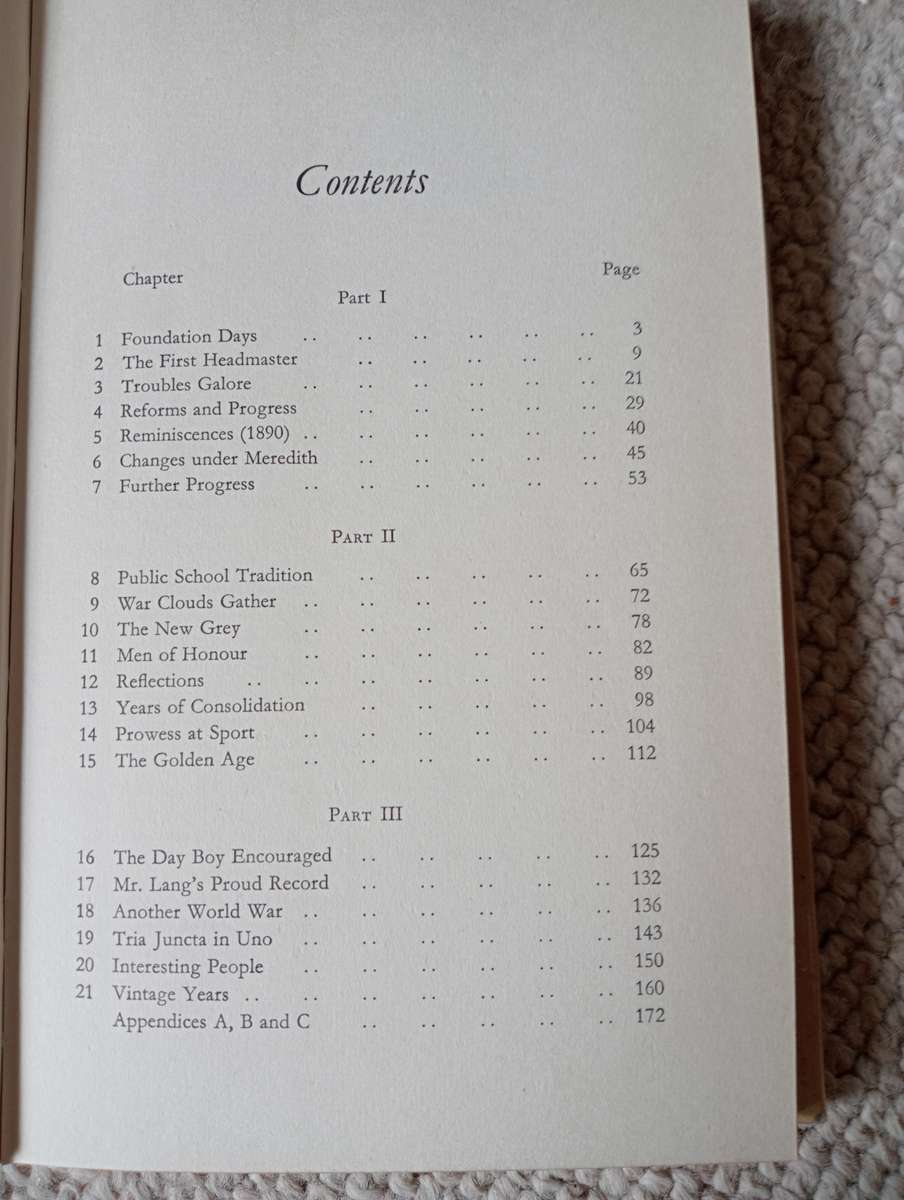 Contents
Chapter Page
Part I
1 Foundation Days .. .. .. .. .. .. 3
2 The First Headmaster .. .. .. .. .. 9
3 Troubles Galore .. .. .. .. .. .. 21
4 Reforms and Progress .. .. .. .. .. 29
5 Reminiscences (1890) .. .. .. .. .. .. 40
6 Changes under Meredith .. .. .. .. .. 45
7 Further Progress .. .. .. .. .. .. 53
Part II
8 Public School Tradition .. .. .. .. .. 65
9 War Clouds Gather .. .. .. .. .. .. 72
10 The New Grey .. .. .. .. .. .. 78
11 Men of Honour .. .. .. .. .. .. 82
12 Reflections .. .. .. .. .. .. .. 89
13 Years of Consolidation .. .. .. .. .. 98
14 Prowess at Sport .. .. .. .. .. .. 104
15 The Golden Age .. .. .. .. .. .. 112
Part III
16 The Day Boy Encouraged .. .. .. .. .. 125
17 Mr. Lang's Proud Record .. .. .. .. .. 132
18 Another World War .. .. .. .. .. .. 136
19 Tria Juncta in Uno .. .. .. .. .. .. 143
20 Interesting People .. .. .. .. .. .. 150
21 Vintage Years .. .. .. .. .. .. .. 160
Appendices A, B and C .. .. .. .. .. 172